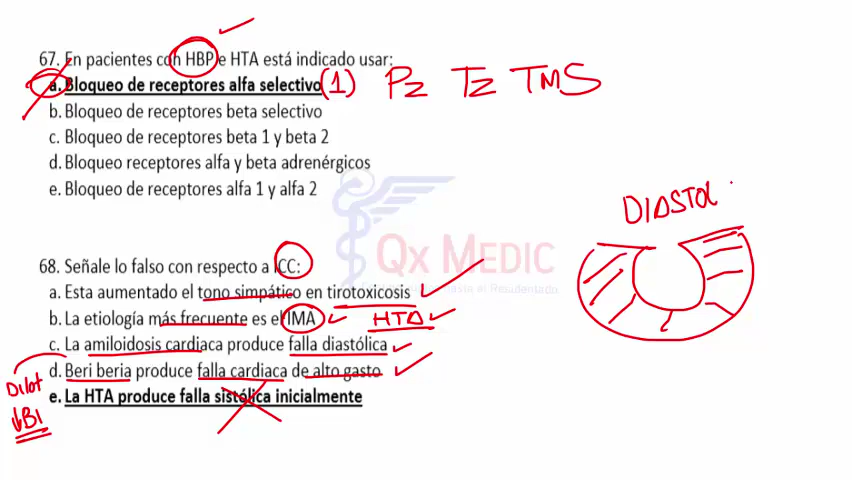 67. En pacientes con HBP e HTA está indicado usar:
a. Bloqueo de receptores alfa selectivo (1) Pz Tz TMS
b. Bloqueo de receptores beta selectivo
c. Bloqueo de receptores beta 1 y beta 2
d. Bloqueo receptores alfa y beta adrenérgicos
e. Bloqueo de receptores alfa 1 y alfa 2
DIASTOL
Qx MEDIC
68. Señale lo falso con respecto a ICC:
a. Esta aumentado el tono simpático en tirotoxicosis
b. La etiología más frecuente es el IMA HTA
c. La amiloidosis cardiaca produce falla diastólica
d. Beri beria produce falla cardiaca de alto gasto
Dilat
↓B1
e. La HTA produce falla sistólica inicialmente